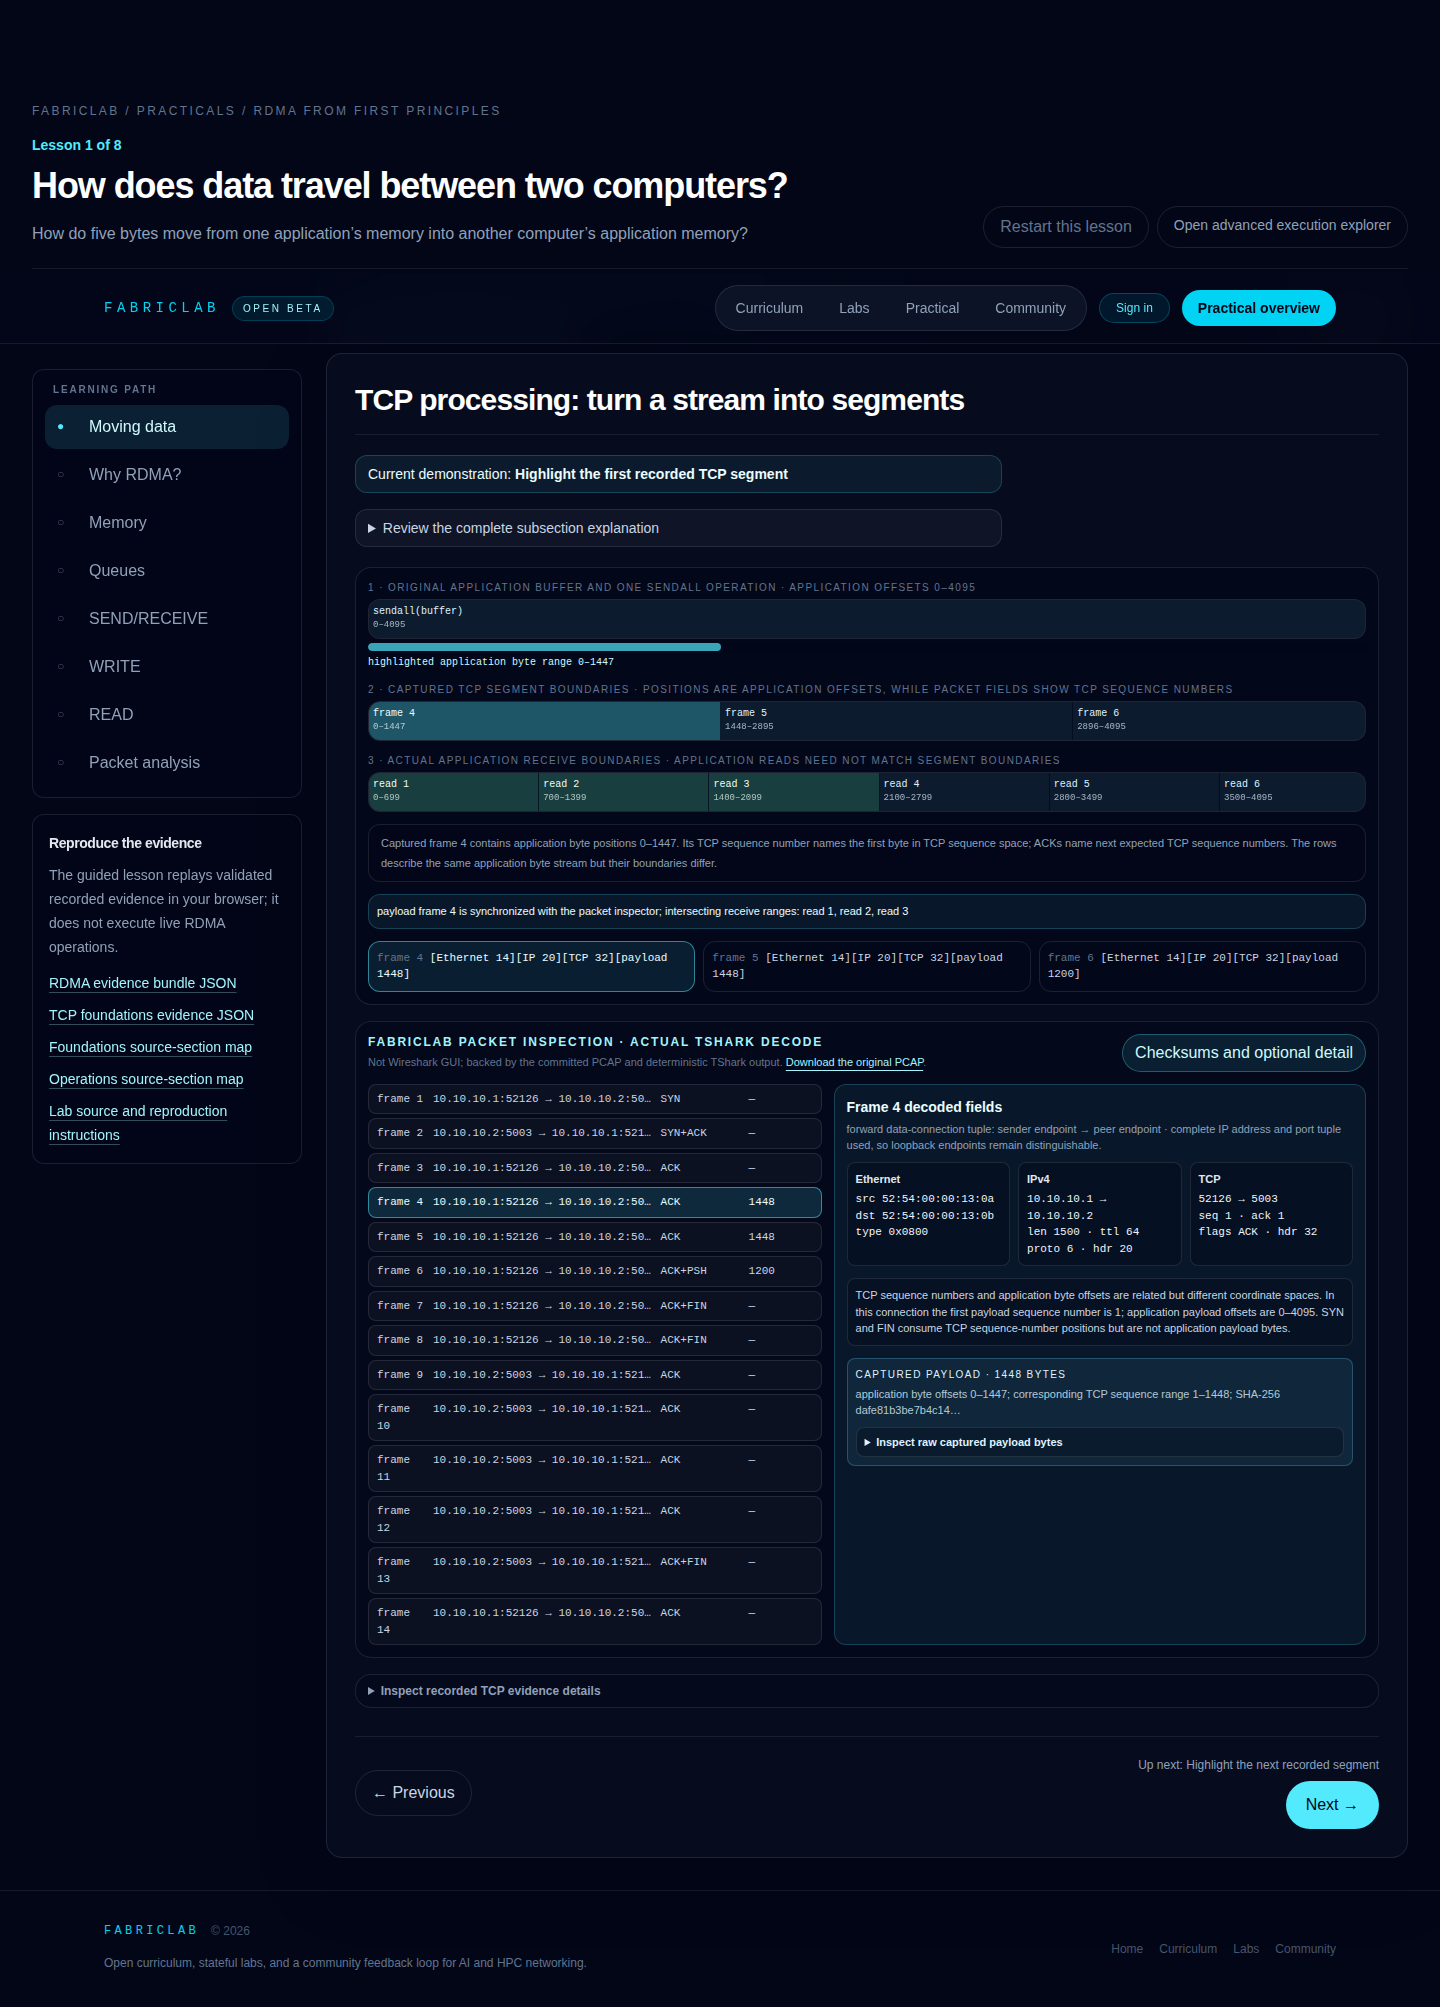 FABRICLAB / PRACTICALS / RDMA FROM FIRST PRINCIPLES
Lesson 1 of 8
How does data travel between two computers?
How do five bytes move from one application’s memory into another computer’s application memory?
Restart this lesson
Open advanced execution explorer
FABRICLAB
OPEN BETA
Curriculum
Labs
Practical
Community
Sign in
Practical overview
LEARNING PATH
● Moving data
○ Why RDMA?
○ Memory
○ Queues
○ SEND/RECEIVE
○ WRITE
○ READ
○ Packet analysis
Reproduce the evidence
The guided lesson replays validated
recorded evidence in your browser; it
does not execute live RDMA
operations.
RDMA evidence bundle JSON
TCP foundations evidence JSON
Foundations source-section map
Operations source-section map
Lab source and reproduction
instructions
TCP processing: turn a stream into segments
Current demonstration: Highlight the first recorded TCP segment
▶ Review the complete subsection explanation
1 · ORIGINAL APPLICATION BUFFER AND ONE SENDALL OPERATION · APPLICATION OFFSETS 0–4095
sendall(buffer)
0–4095
highlighted application byte range 0–1447
2 · CAPTURED TCP SEGMENT BOUNDARIES · POSITIONS ARE APPLICATION OFFSETS, WHILE PACKET FIELDS SHOW TCP SEQUENCE NUMBERS
frame 4
0–1447
frame 5
1448–2895
frame 6
2896–4095
3 · ACTUAL APPLICATION RECEIVE BOUNDARIES · APPLICATION READS NEED NOT MATCH SEGMENT BOUNDARIES
read 1
0–699
read 2
700–1399
read 3
1400–2099
read 4
2100–2799
read 5
2800–3499
read 6
3500–4095
Captured frame 4 contains application byte positions 0–1447. Its TCP sequence number names the first byte in TCP sequence space; ACKs name next expected TCP sequence numbers. The rows
describe the same application byte stream but their boundaries differ.
payload frame 4 is synchronized with the packet inspector; intersecting receive ranges: read 1, read 2, read 3
frame 4 [Ethernet 14][IP 20][TCP 32][payload
1448]
frame 5 [Ethernet 14][IP 20][TCP 32][payload
1448]
frame 6 [Ethernet 14][IP 20][TCP 32][payload
1200]
FABRICLAB PACKET INSPECTION · ACTUAL TSHARK DECODE
Not Wireshark GUI; backed by the committed PCAP and deterministic TShark output. Download the original PCAP.
Checksums and optional detail
frame 1 10.10.10.1:52126 → 10.10.10.2:50… SYN —
frame 2 10.10.10.2:5003 → 10.10.10.1:521… SYN+ACK —
frame 3 10.10.10.1:52126 → 10.10.10.2:50… ACK —
frame 4 10.10.10.1:52126 → 10.10.10.2:50… ACK 1448
frame 5 10.10.10.1:52126 → 10.10.10.2:50… ACK 1448
frame 6 10.10.10.1:52126 → 10.10.10.2:50… ACK+PSH 1200
frame 7 10.10.10.1:52126 → 10.10.10.2:50… ACK+FIN —
frame 8 10.10.10.1:52126 → 10.10.10.2:50… ACK+FIN —
frame 9 10.10.10.2:5003 → 10.10.10.1:521… ACK —
frame 10.10.10.2:5003 → 10.10.10.1:521… ACK —
10
frame 10.10.10.2:5003 → 10.10.10.1:521… ACK —
11
frame 10.10.10.2:5003 → 10.10.10.1:521… ACK —
12
frame 10.10.10.2:5003 → 10.10.10.1:521… ACK+FIN —
13
frame 10.10.10.1:52126 → 10.10.10.2:50… ACK —
14
Frame 4 decoded fields
forward data-connection tuple: sender endpoint → peer endpoint · complete IP address and port tuple
used, so loopback endpoints remain distinguishable.
Ethernet
src 52:54:00:00:13:0a
dst 52:54:00:00:13:0b
type 0x0800
IPv4
10.10.10.1 →
10.10.10.2
len 1500 · ttl 64
proto 6 · hdr 20
TCP
52126 → 5003
seq 1 · ack 1
flags ACK · hdr 32
TCP sequence numbers and application byte offsets are related but different coordinate spaces. In
this connection the first payload sequence number is 1; application payload offsets are 0–4095. SYN
and FIN consume TCP sequence-number positions but are not application payload bytes.
CAPTURED PAYLOAD · 1448 BYTES
application byte offsets 0–1447; corresponding TCP sequence range 1–1448; SHA-256
dafe81b3be7b4c14…
▶ Inspect raw captured payload bytes
▶ Inspect recorded TCP evidence details
← Previous
Up next: Highlight the next recorded segment
Next →
FABRICLAB © 2026
Open curriculum, stateful labs, and a community feedback loop for AI and HPC networking.
Home
Curriculum
Labs
Community